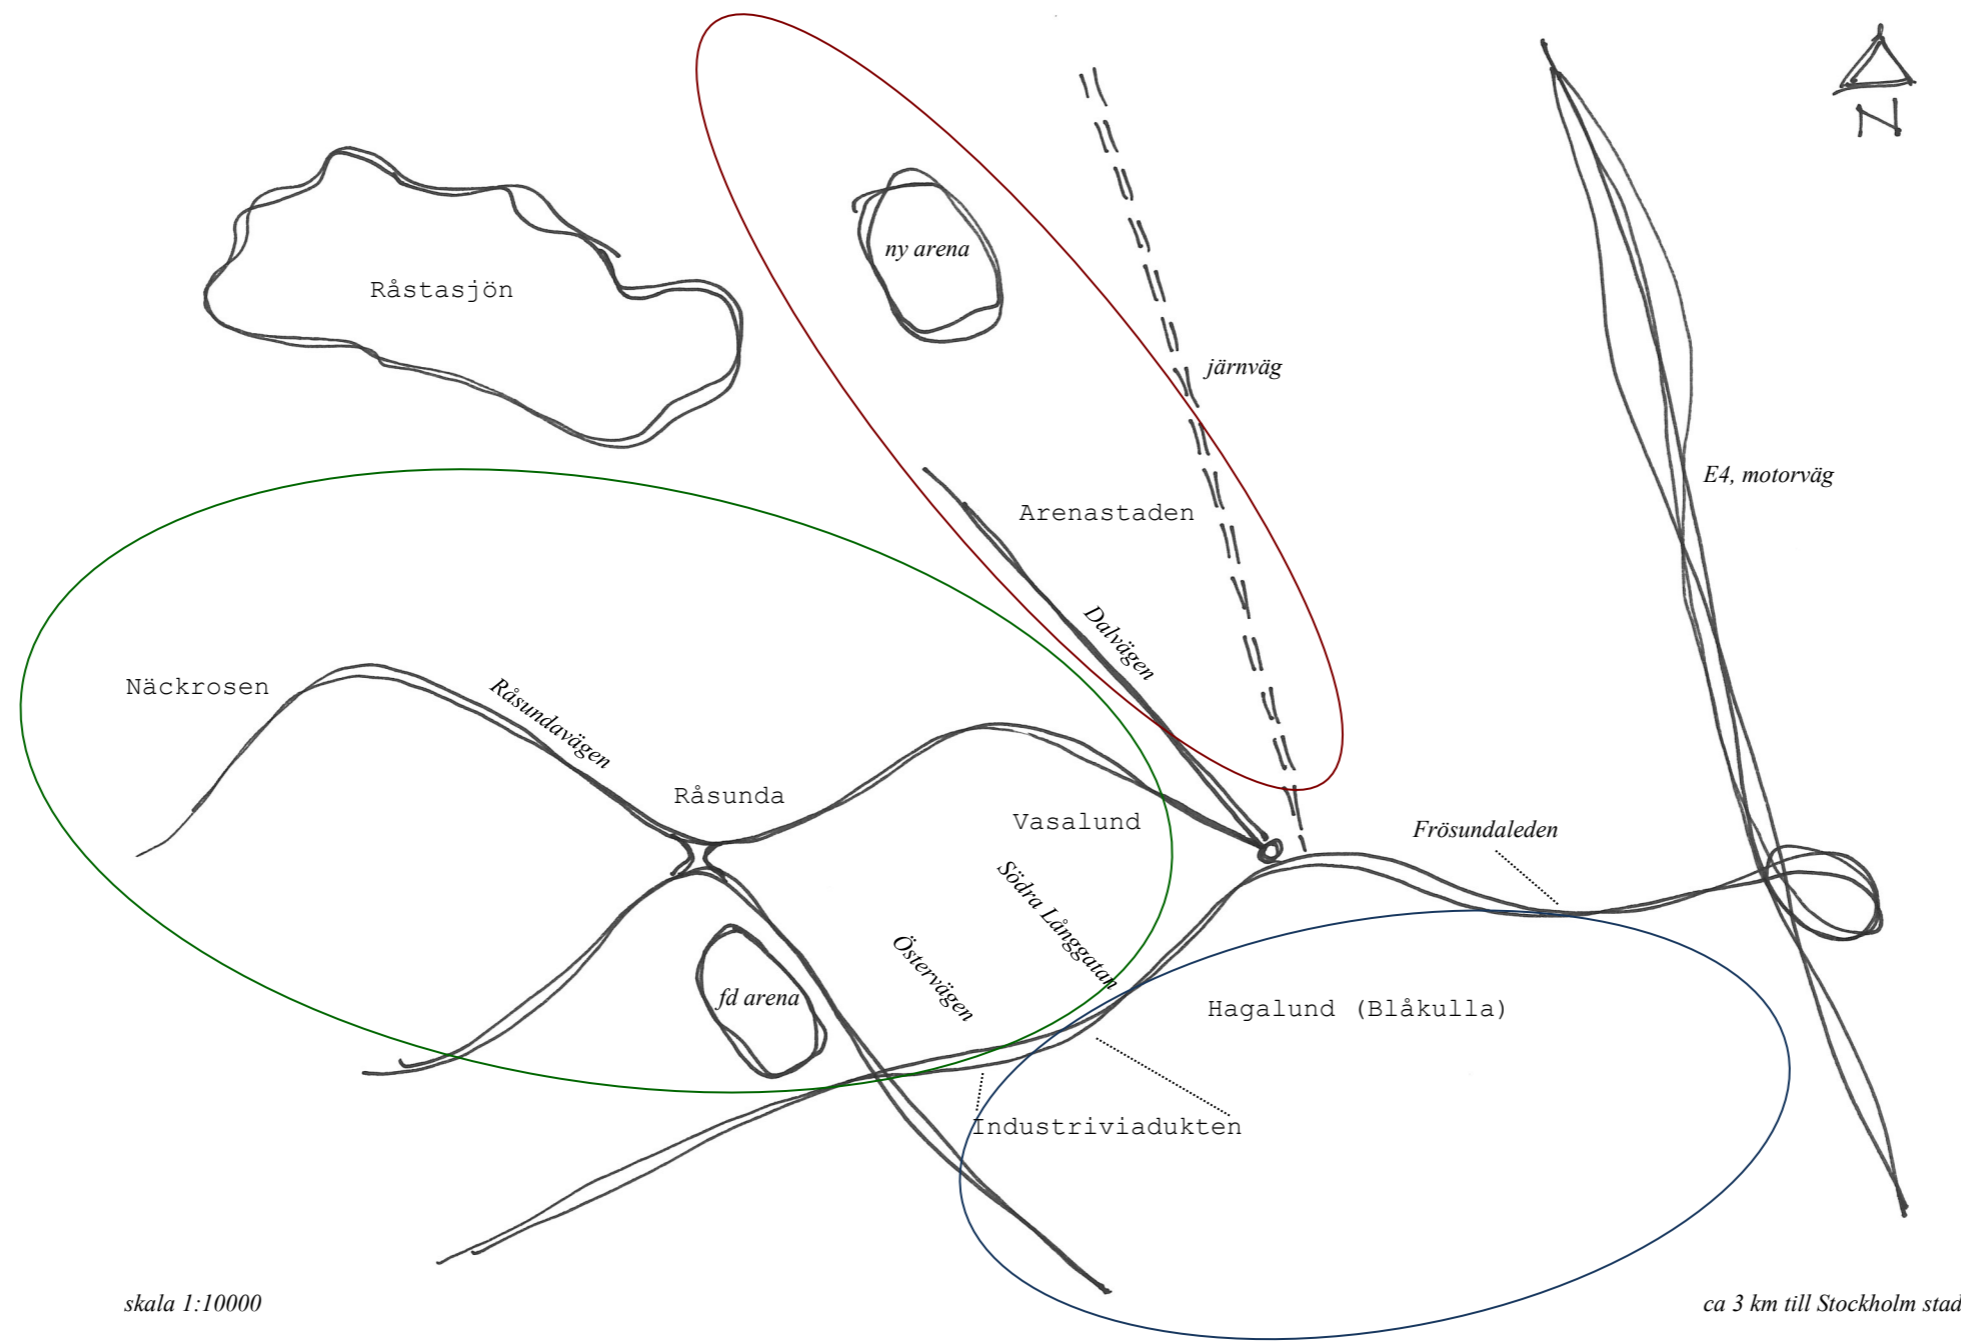 N
ny arena
Råstasjön
järnväg
E4, motorväg
Arenastaden
Dalvägen
Näckrosen
Råsundavägen
Råsunda
Vasalund
Frösundaleden
Södra Långgatan
Östervägen
fd arena
Hagalund (Blåkulla)
Industriviadukten
skala 1:10000
ca 3 km till Stockholm stad